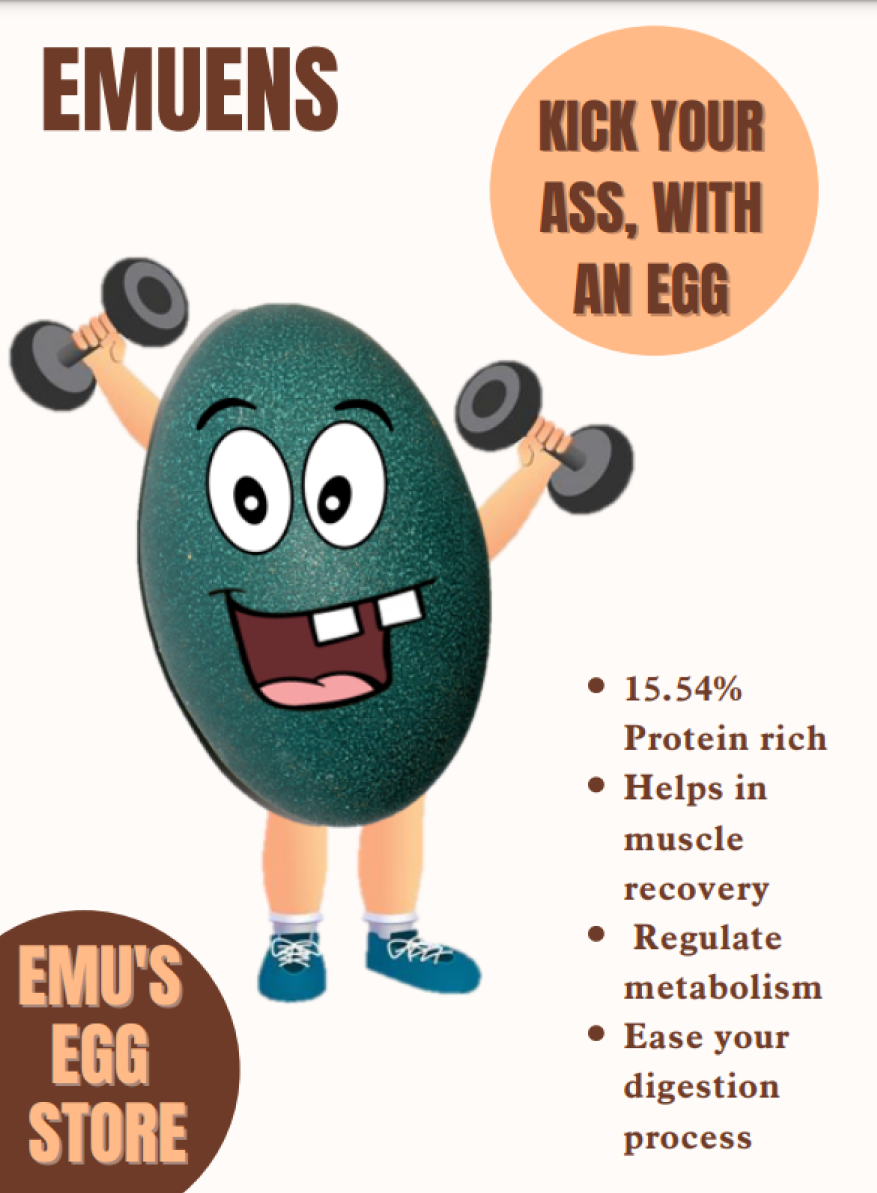 EMUENS
KICK YOUR
ASS, WITH
AN EGG
• 15.54%
Protein rich
• Helps in
muscle
recovery
• Regulate
metabolism
• Ease your
digestion
process
EMU'S
EGG
STORE